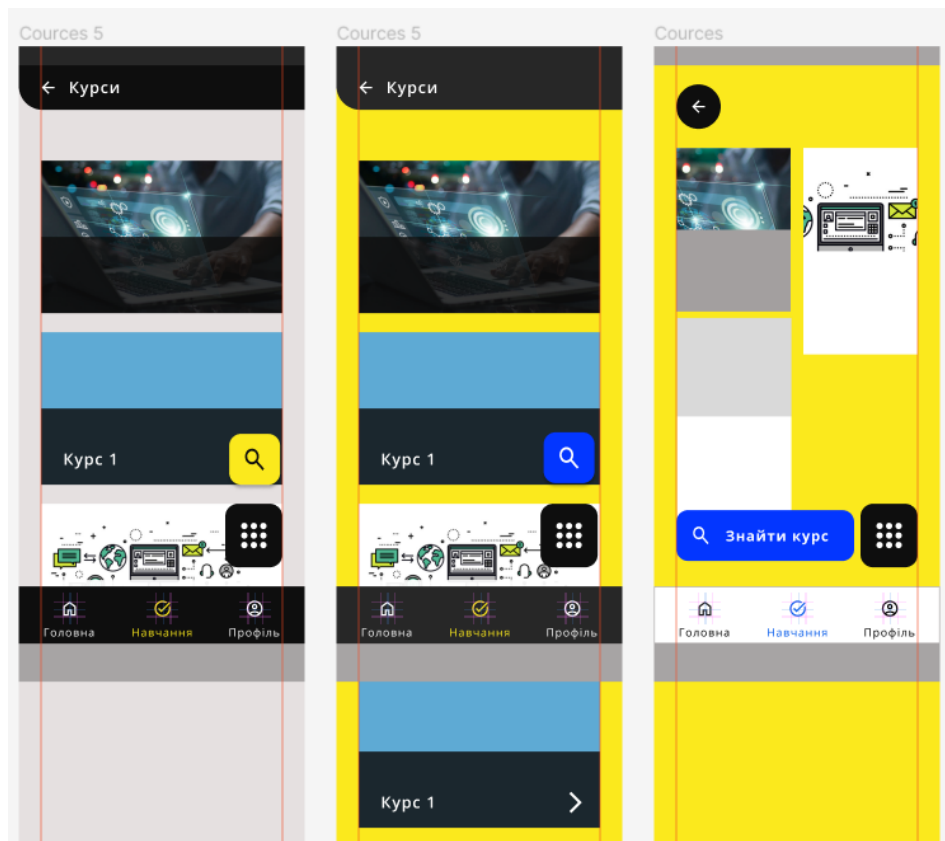 Cources 5
Cources 5
Cources
Курси
Курси
Курс 1
Курс 1
Знайти курс
Головна
Навчання
Профіль
Головна
Навчання
Профіль
Головна
Навчання
Профіль
Курс 1